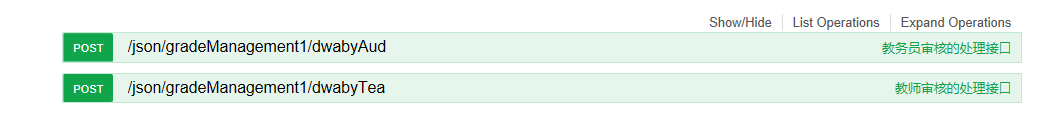 Show/Hide List Operations Expand Operations
POST /json/gradeManagement1/dwabyAud 教务员审核的处理接口
POST /json/gradeManagement1/dwabyTea 教师审核的处理接口